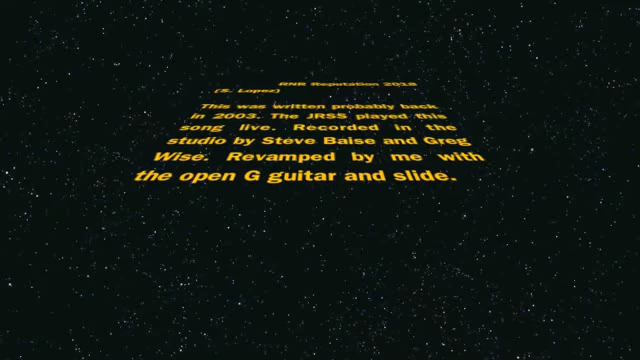 RNR Reputation 2018
(S. Lopez)
This was written probably back
in 2003. The JRSS played this
song live. Recorded in the
studio by Steve Baise and Greg
Wise. Revamped by me with
the open G guitar and slide.